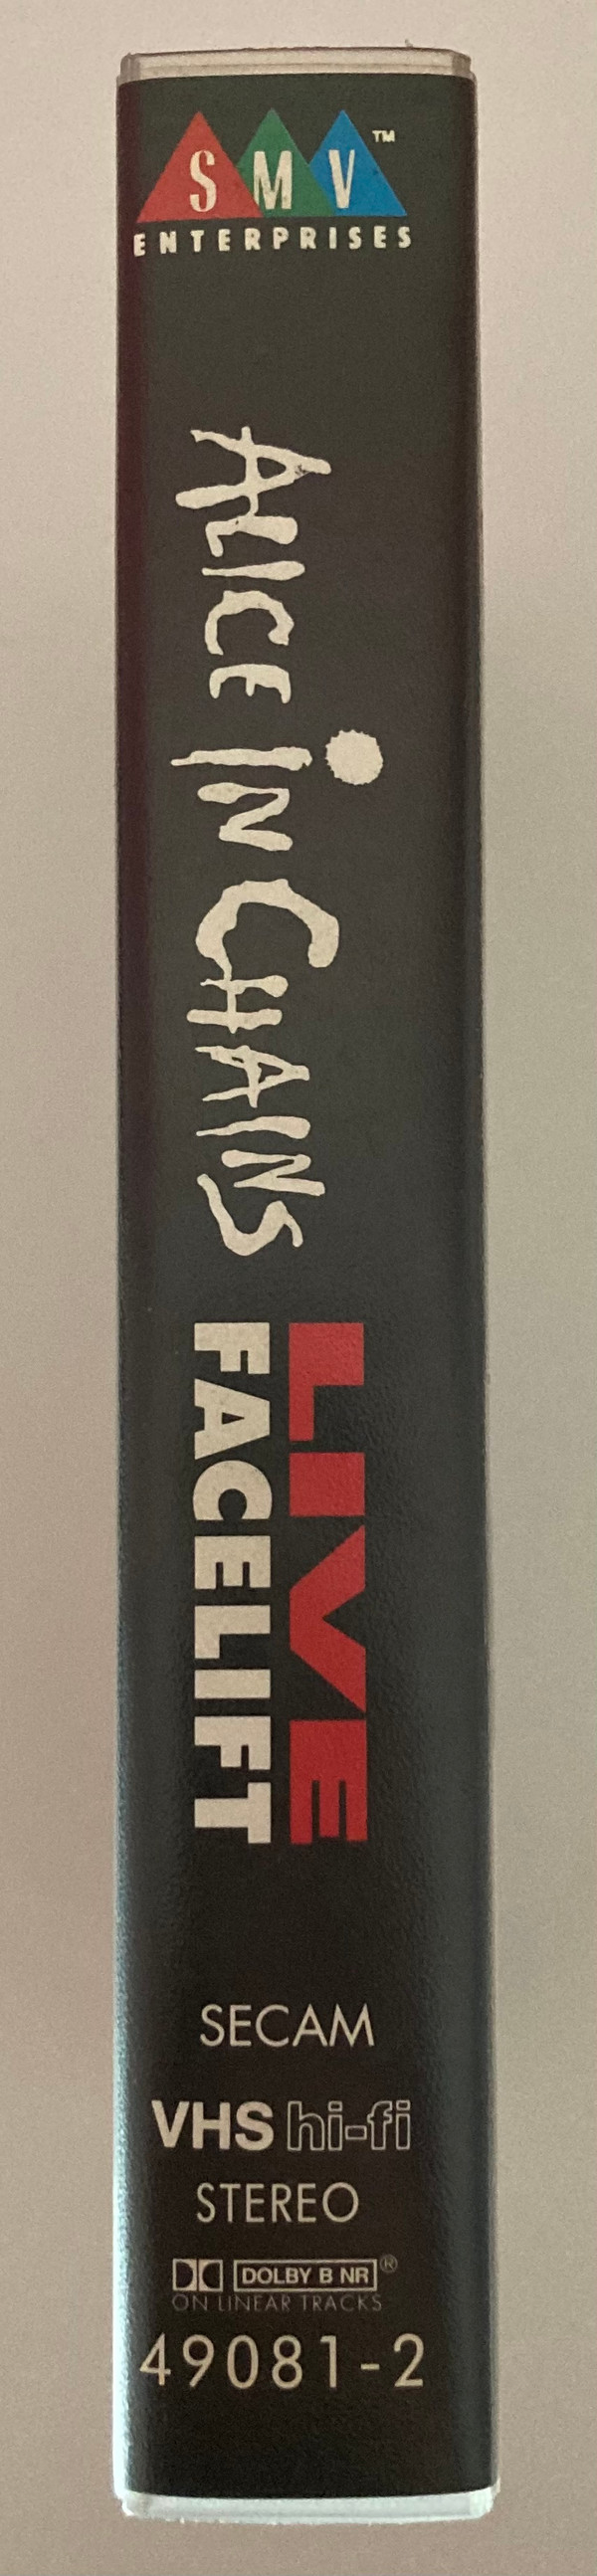 SMV™
ENTERPRISES
ALICE IN CHAINS
LIVE
FACELIFT
SECAM
VHS hi-fi
STEREO
DOLBY B NR®
ON LINEAR TRACKS
49081-2